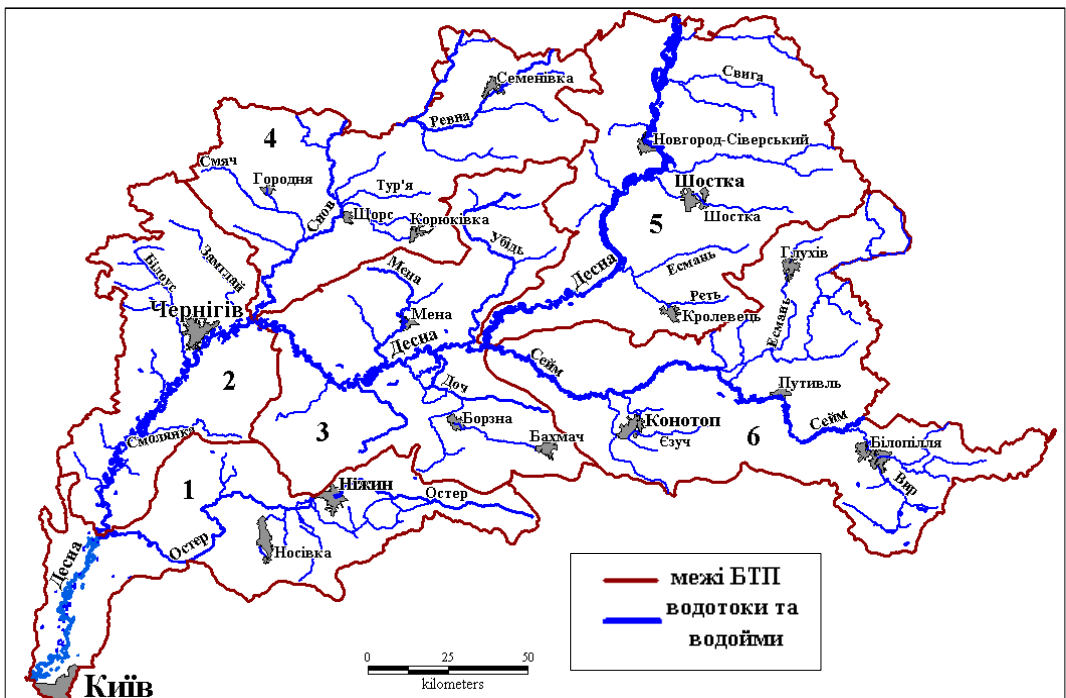 Семенівка
Свига
Ревна
Новгород-Сіверський
4
Смяч
Городня
Тур'я
Шостка
Шостка
Снов
Щорс
Корюківка
5
Убідь
Замглай
Білоус
Мена
Десна
Есмань
Глухів
Чернігів
Мена
Реть
Кролевець
Есмань
Десна
Сейм
2
Доч
Путивль
3
Борзна
Конотоп
6
Сейм
Смолянка
Бахмач
Єзуч
Білопілля
1
Ніжин
Остер
Вир
Остер
Носівка
Десна
межі БТП
водотоки та
водойми
0 25 50
kilometers
Київ